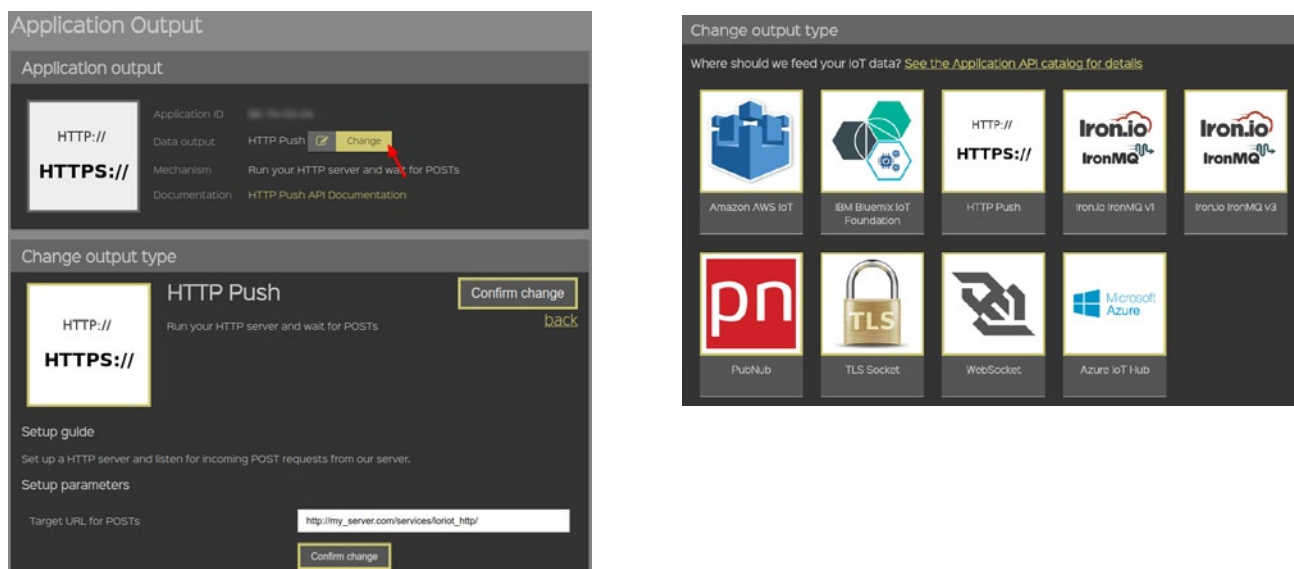 Application Output
Application output
HTTP://
HTTPS://
Application ID
Data output HTTP Push Change
Mechanism Run your HTTP server and wait for POSTs
Documentation HTTP Push API Documentation
Change output type
HTTP://
HTTPS://
HTTP Push
Confirm change
Run your HTTP server and wait for POSTs
back
Setup guide
Set up a HTTP server and listen for incoming POST requests from our server.
Setup parameters
Target URL for POSTs http://my_server.com/services/loriot_http/
Confirm change
Change output type
Where should we feed your IoT data? See the Application API catalog for details
HTTP://
HTTPS://
Iron.io
IronMQ
Iron.io
IronMQ
Amazon AWS IoT
IBM Bluemix IoT
Foundation
HTTP Push
Iron.io IronMQ v1
Iron.io IronMQ v3
pn
TLS
Microsoft
Azure
PubNub
TLS Socket
WebSocket
Azure IoT Hub